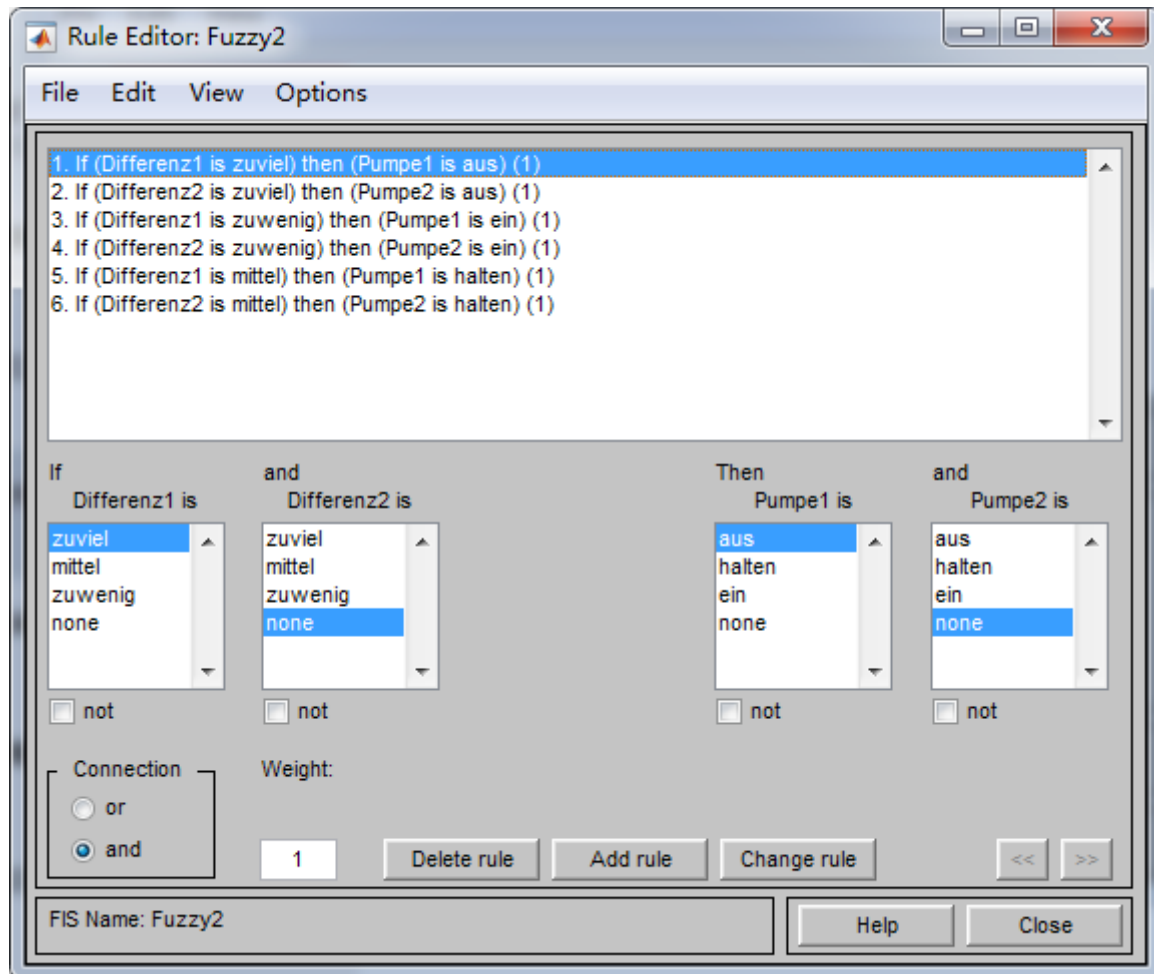 Rule Editor: Fuzzy2
File Edit View Options
1. If (Differenz1 is zuviel) then (Pumpe1 is aus) (1)
2. If (Differenz2 is zuviel) then (Pumpe2 is aus) (1)
3. If (Differenz1 is zuwenig) then (Pumpe1 is ein) (1)
4. If (Differenz2 is zuwenig) then (Pumpe2 is ein) (1)
5. If (Differenz1 is mittel) then (Pumpe1 is halten) (1)
6. If (Differenz2 is mittel) then (Pumpe2 is halten) (1)
If and Then and
Differenz1 is Differenz2 is Pumpe1 is Pumpe2 is
zuviel zuviel aus aus
mittel mittel halten halten
zuwenig zuwenig ein ein
none none none none
not not not not
Connection Weight:
or
and 1 Delete rule Add rule Change rule << >>
FIS Name: Fuzzy2 Help Close